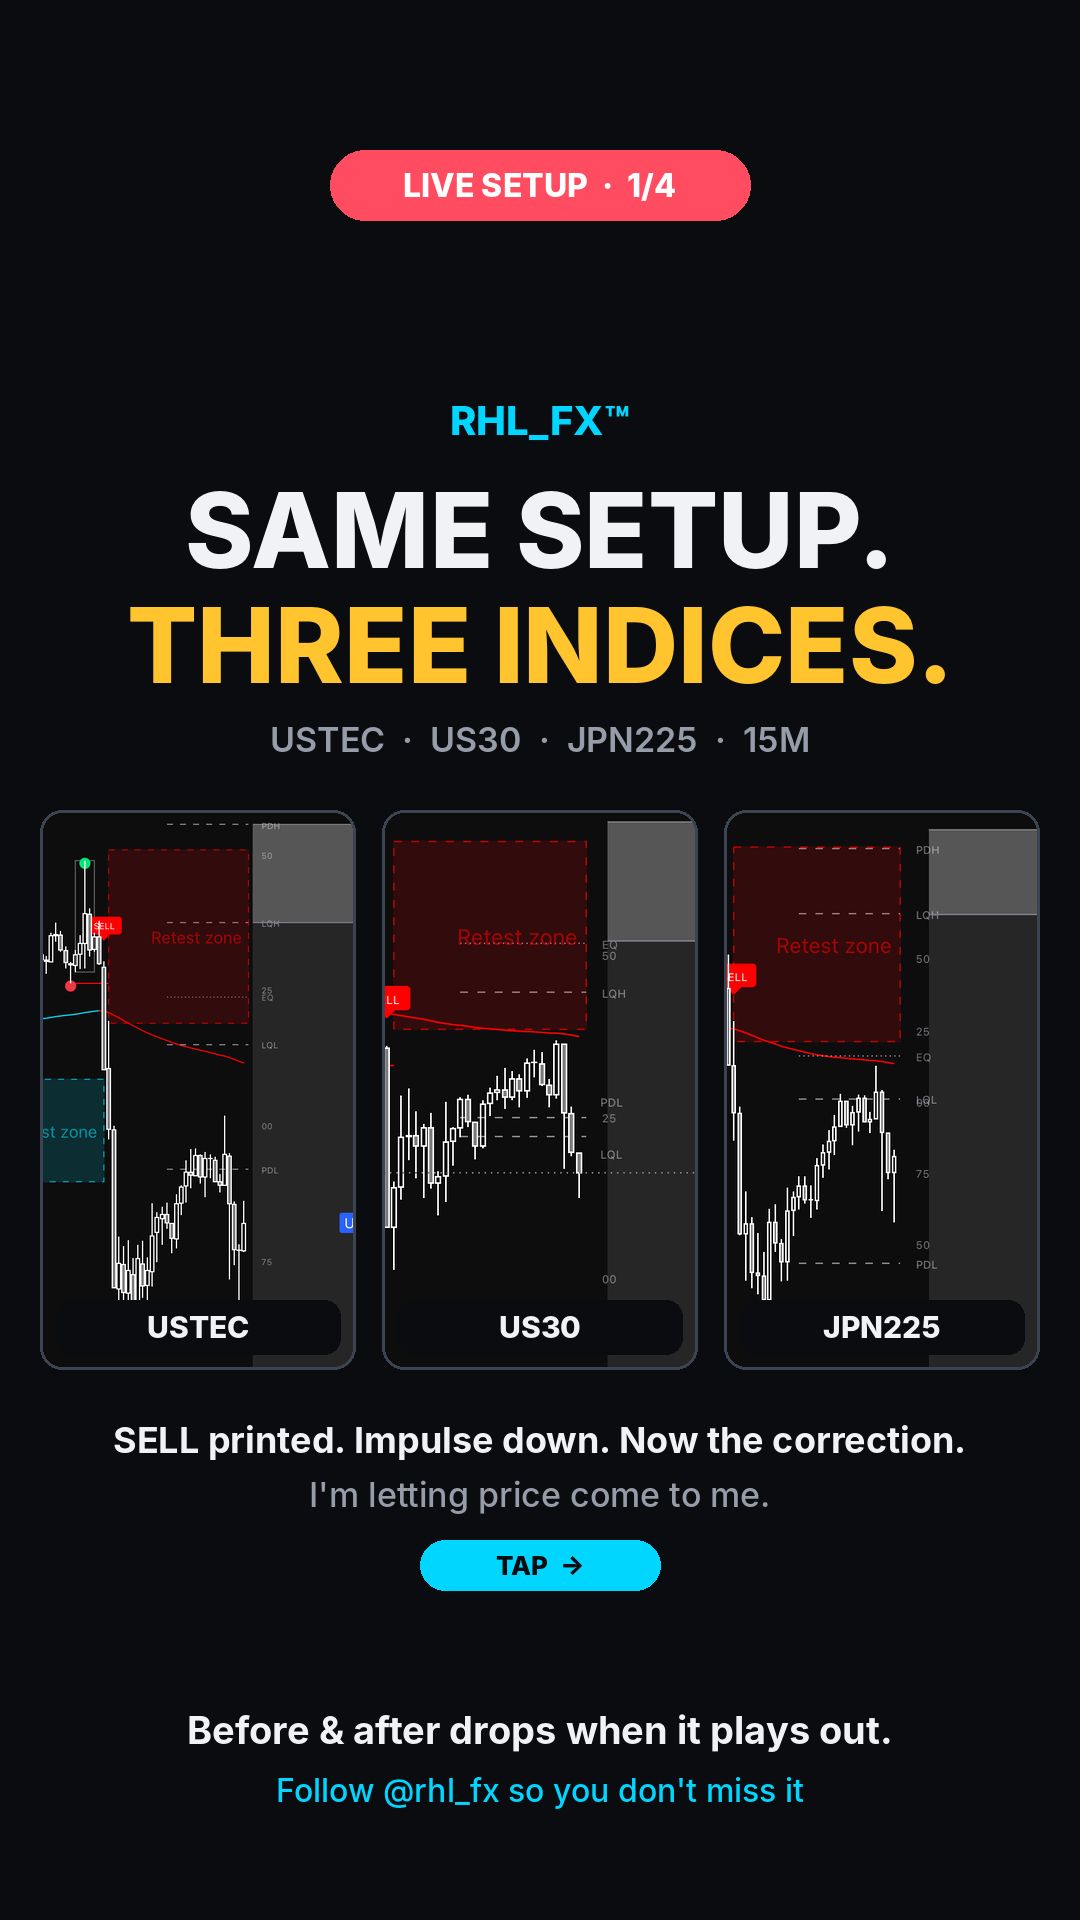 LIVE SETUP · 1/4
RHL_FX™
SAME SETUP.
THREE INDICES.
USTEC · US30 · JPN225 · 15M
PDH
50
SELL
LQH
Retest zone
25
EQ
LQL
00
st zone
PDL
U
75
USTEC
Retest zone
EQ
50
LQH
LL
PDL
25
LQL
00
US30
PDH
LQH
Retest zone
50
ELL
25
EQ
LQL
00
75
50
PDL
JPN225
SELL printed. Impulse down. Now the correction.
I'm letting price come to me.
TAP →
Before & after drops when it plays out.
Follow @rhl_fx so you don't miss it